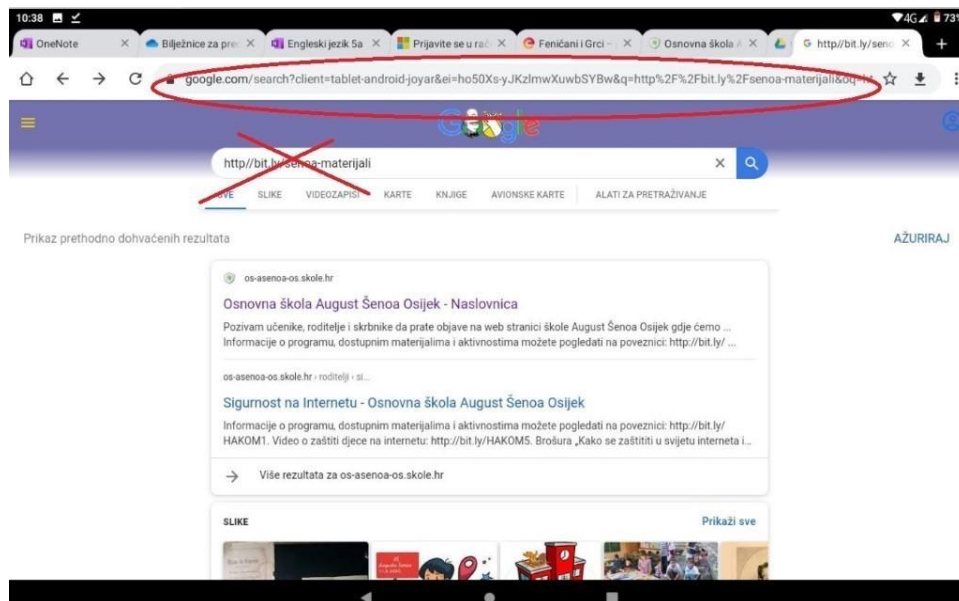 10:38 4G 73%
OneNote Bilježnice za pre Engleski jezik 5a Prijavite se u rač Feničani i Grci - Osnovna škola http//bit.ly/seno
google.com/search?client=tablet-android-joyar&ei=ho50Xs-yJKzlmwXuwbSYBw&q=http%2F%2Fbit.ly%2Fsenoa-materijali&oq=ht
Google
http//bit.ly/senoa-materijali
SVE SLIKE VIDEOZAPISI KARTE KNJIGE AVIONSKE KARTE ALATI ZA PRETRAŽIVANJE
Prikaz prethodno dohvaćenih rezultata AŽURIRAJ
os-asenoa-os.skole.hr
Osnovna škola August Šenoa Osijek - Naslovnica
Pozivam učenike, roditelje i skrbnike da prate objave na web stranici škole August Šenoa Osijek gdje ćemo ...
Informacije o programu, dostupnim materijalima i aktivnostima možete pogledati na poveznici: http://bit.ly/ ...
os-asenoa-os.skole.hr › roditelji › si...
Sigurnost na Internetu - Osnovna škola August Šenoa Osijek
Informacije o programu, dostupnim materijalima i aktivnostima možete pogledati na poveznici: http://bit.ly/
HAKOM1. Video o zaštiti djece na internetu: http://bit.ly/HAKOM5. Brošura „Kako se zaštititi u svijetu interneta i...
Više rezultata za os-asenoa-os.skole.hr
SLIKE Prikaži sve